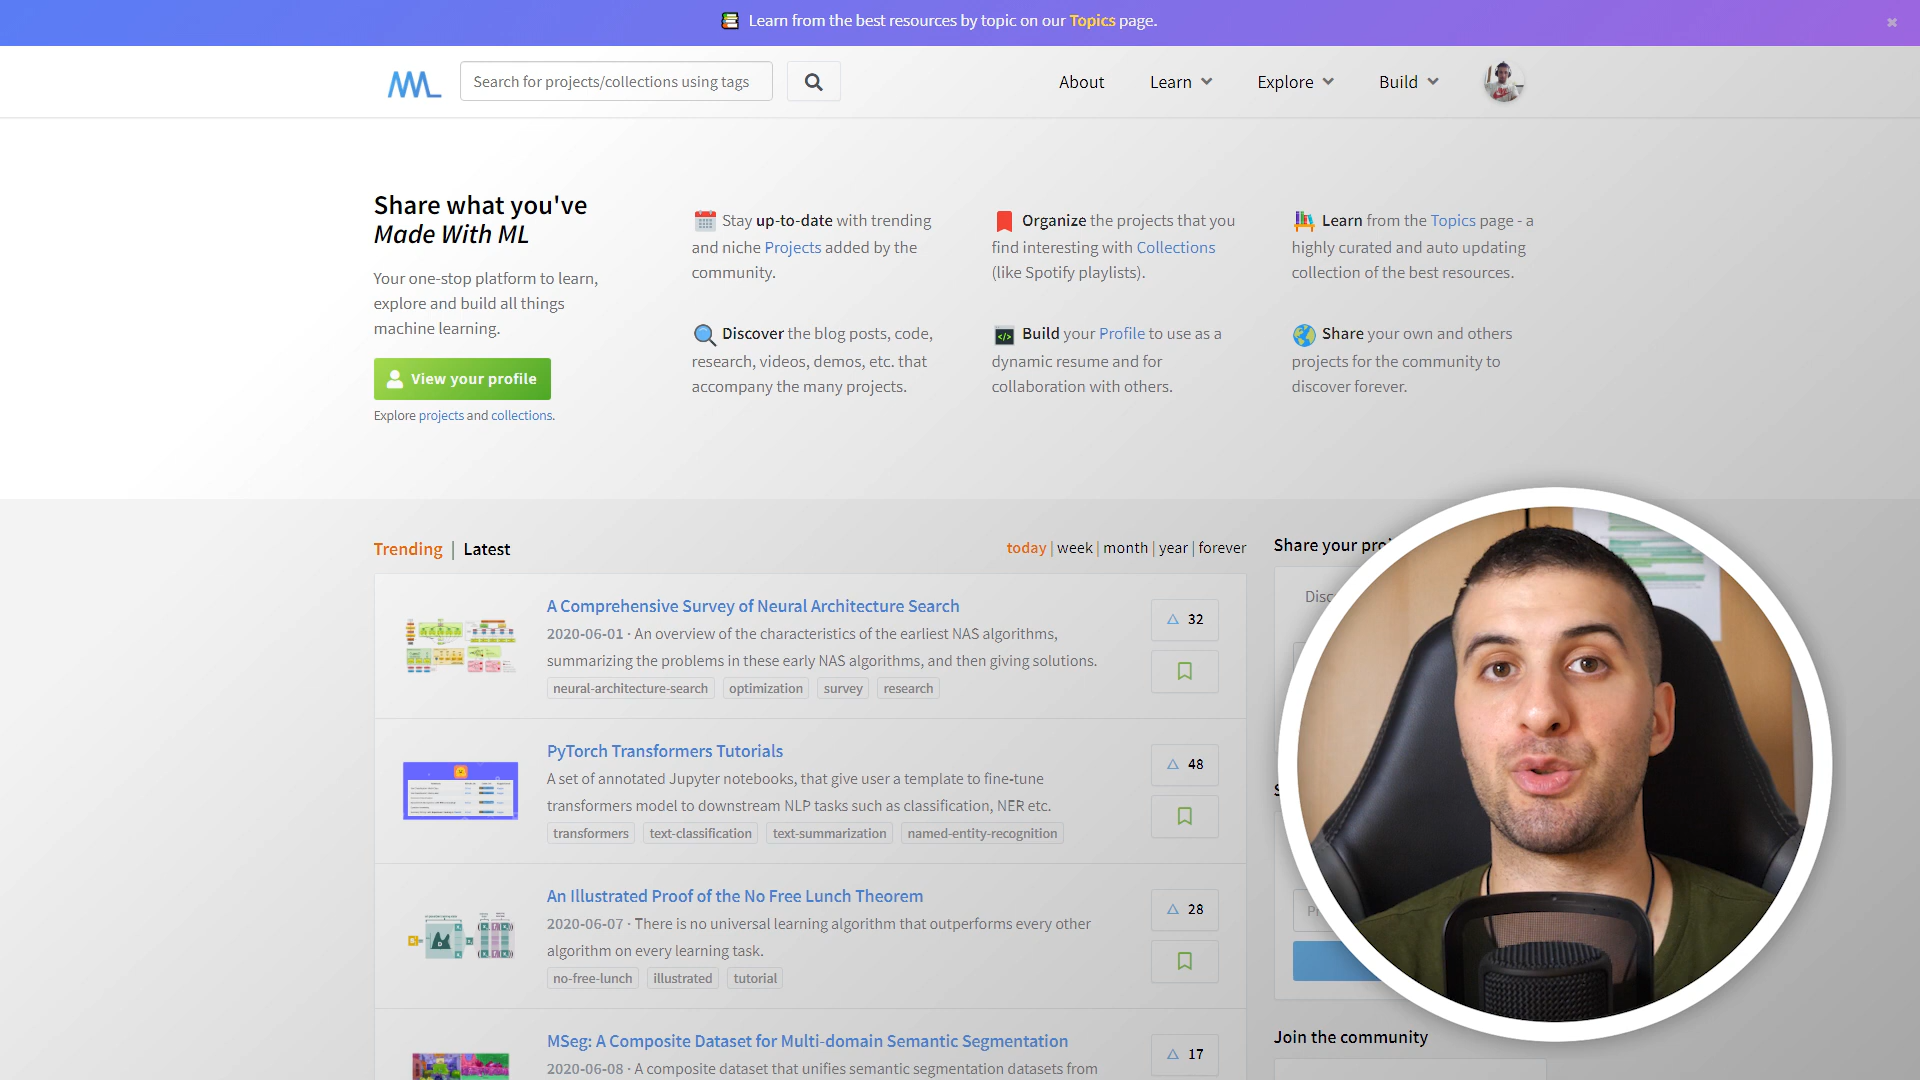 Learn from the best resources by topic on our Topics page.
Search for projects/collections using tags
About
Learn
Explore
Build
Share what you've
Made With ML
Your one-stop platform to learn,
explore and build all things
machine learning.
View your profile
Explore projects and collections.
Stay up-to-date with trending
and niche Projects added by the
community.
Organize the projects that you
find interesting with Collections
(like Spotify playlists).
Learn from the Topics page - a
highly curated and auto updating
collection of the best resources.
Discover the blog posts, code,
research, videos, demos, etc. that
accompany the many projects.
Build your Profile to use as a
dynamic resume and for
collaboration with others.
Share your own and others
projects for the community to
discover forever.
Trending | Latest
today | week | month | year | forever
A Comprehensive Survey of Neural Architecture Search
2020-06-01 · An overview of the characteristics of the earliest NAS algorithms,
summarizing the problems in these early NAS algorithms, and then giving solutions.
neural-architecture-search optimization survey research
32
PyTorch Transformers Tutorials
A set of annotated Jupyter notebooks, that give user a template to fine-tune
transformers model to downstream NLP tasks such as classification, NER etc.
transformers text-classification text-summarization named-entity-recognition
48
An Illustrated Proof of the No Free Lunch Theorem
2020-06-07 · There is no universal learning algorithm that outperforms every other
algorithm on every learning task.
no-free-lunch illustrated tutorial
28
MSeg: A Composite Dataset for Multi-domain Semantic Segmentation
2020-06-08 · A composite dataset that unifies semantic segmentation datasets from
17
Share your
Join the community